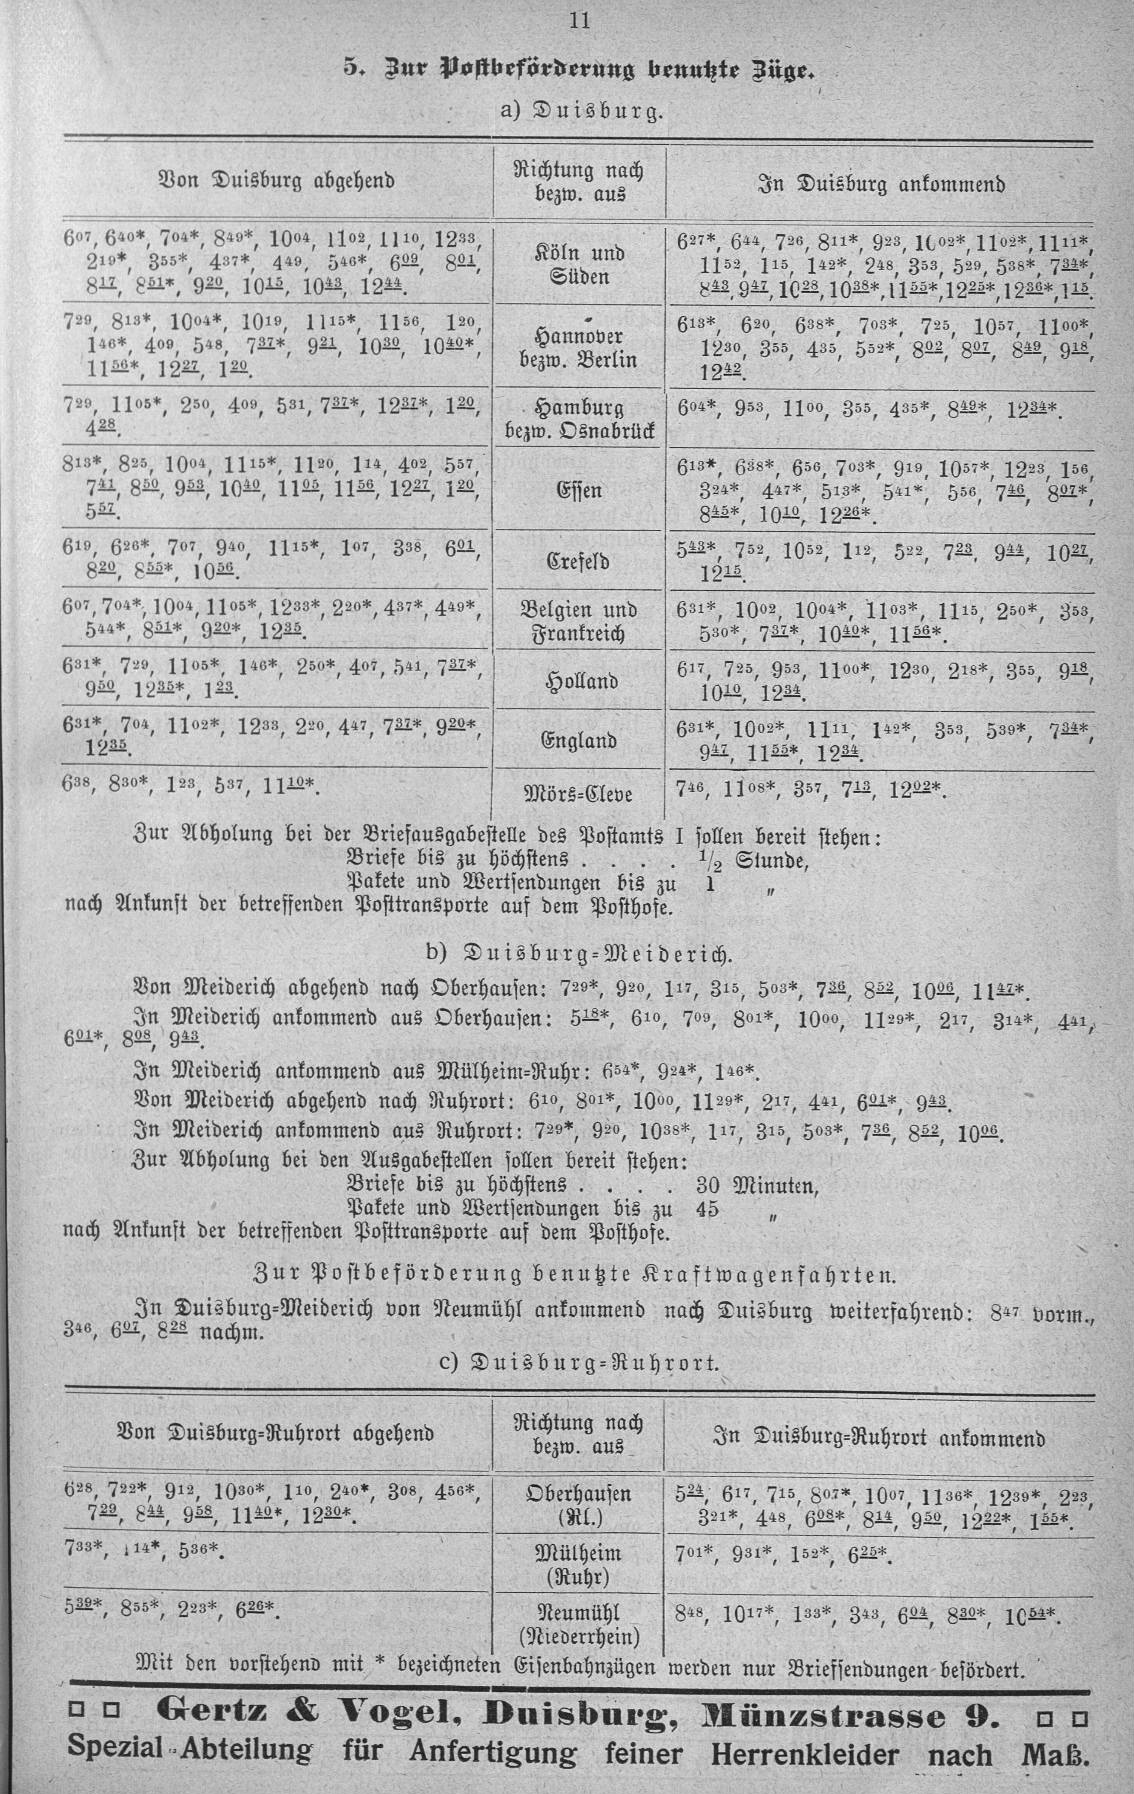 11
5. Zur Postbeförderung benutzte Züge.
a) Duisburg.
Von Duisburg abgehend
Richtung nach
bezw. aus
In Duisburg ankommend
6⁰⁷, 6⁴⁰*, 7⁰⁴*, 8⁴⁹*, 10⁰⁴, 11⁰², 11¹⁰, 12³³,
2¹⁹*, 3⁵⁵*, 4³⁷*, 4⁴⁹, 5⁴⁶*, 6⁰⁹, 8⁰¹,
8¹⁷, 8⁵¹*, 9²⁰, 10¹⁵, 10⁴³, 12⁴⁴.
Köln und
Süden
6²⁷*, 6⁴⁴, 7²⁶, 8¹¹*, 9²³, 10⁰²*, 11⁰²*, 11¹¹*,
11⁵², 1¹⁵, 1⁴²*, 2⁴⁸, 3⁵³, 5²⁹, 5³⁸*, 7³⁴*,
8⁴³, 9⁴⁷, 10²⁸, 10³⁸*, 11⁵⁵*, 12²⁵*, 12³⁶*, 1¹⁵.
7²⁹, 8¹³*, 10⁰⁴*, 10¹⁹, 11¹⁵*, 11⁵⁶, 1²⁰,
1⁴⁶*, 4⁰⁹, 5⁴⁸, 7³⁷*, 9²¹, 10³⁰, 10⁴⁰*,
11⁵⁶*, 12²⁷, 1²⁰.
Hannover
bezw. Berlin
6¹³*, 6²⁰, 6³⁸*, 7⁰³*, 7²⁵, 10⁵⁷, 11⁰⁰*,
12³⁰, 3⁵⁵, 4³⁵, 5⁵²*, 8⁰², 8⁰⁷, 8⁴⁹, 9¹⁸,
12⁴².
7²⁹, 11⁰⁵*, 2⁵⁰, 4⁰⁹, 5³¹, 7³⁷*, 12³⁷*, 1²⁰,
4²⁸.
Hamburg
bezw. Osnabrück
6⁰⁴*, 9⁵³, 11⁰⁰, 3⁵⁵, 4³⁵*, 8⁴⁹*, 12³⁴*.
8¹³*, 8²⁵, 10⁰⁴, 11¹⁵*, 11²⁰, 1¹⁴, 4⁰², 5⁵⁷,
7⁴¹, 8⁵⁰, 9⁵³, 10⁴⁰, 11⁰⁵, 11⁵⁶, 12²⁷, 1²⁰,
5⁵⁷.
Essen
6¹³*, 6³⁸*, 6⁵⁶, 7⁰³*, 9¹⁹, 10⁵⁷*, 12²³, 1⁵⁶,
3²⁴*, 4⁴⁷*, 5¹³*, 5⁴¹*, 5⁵⁶, 7⁴⁶, 8⁰⁷*,
8⁴⁵*, 10¹⁰, 12²⁶*.
6¹⁹, 6²⁶*, 7⁰⁷, 9⁴⁰, 11¹⁵*, 1⁰⁷, 3³⁸, 6⁰¹,
8²⁰, 8⁵⁵*, 10⁵⁶.
Crefeld
5⁴³*, 7⁵², 10⁵², 1¹², 5²², 7²³, 9⁴⁴, 10²⁷,
12¹⁵.
6⁰⁷, 7⁰⁴*, 10⁰⁴, 11⁰⁵*, 12³³*, 2²⁰*, 4³⁷*, 4⁴⁹*,
5⁴⁴*, 8⁵¹*, 9²⁰*, 12³⁵.
Belgien und
Frankreich
6³¹*, 10⁰², 10⁰⁴*, 11⁰³*, 11¹⁵, 2⁵⁰*, 3⁵³,
5³⁰*, 7³⁷*, 10⁴⁰*, 11⁵⁶*.
6³¹*, 7²⁹, 11⁰⁵*, 1⁴⁶*, 2⁵⁰*, 4⁰⁷, 5⁴¹, 7³⁷*,
9⁵⁰, 12³⁵*, 1²³.
Holland
6¹⁷, 7²⁵, 9⁵³, 11⁰⁰*, 12³⁰, 2¹⁸*, 3⁵⁵, 9¹⁸,
10¹⁰, 12³⁴.
6³¹*, 7⁰⁴, 11⁰²*, 12³³, 2²⁰, 4⁴⁷, 7³⁷*, 9²⁰*,
12³⁵.
England
6³¹*, 10⁰²*, 11¹¹, 1⁴²*, 3⁵³, 5³⁹*, 7³⁴*,
9⁴⁷, 11⁵⁵*, 12³⁴.
6³⁸, 8³⁰*, 1²³, 5³⁷, 11¹⁰*.
Mörs-Cleve
7⁴⁶, 11⁰⁸*, 3⁵⁷, 7¹³, 12⁰²*.
Zur Abholung bei der Briefausgabestelle des Postamts I sollen bereit stehen:
Briefe bis zu höchstens . . . . ½ Stunde,
Pakete und Wertsendungen bis zu 1 „
nach Ankunft der betreffenden Posttransporte auf dem Posthofe.
b) Duisburg-Meiderich.
Von Meiderich abgehend nach Oberhausen: 7²⁹*, 9²⁰, 1¹⁷, 3¹⁵, 5⁰³*, 7³⁶, 8⁵², 10⁰⁶, 11⁴⁷*.
In Meiderich ankommend aus Oberhausen: 5¹⁸*, 6¹⁰, 7⁰⁹, 8⁰¹*, 10⁰⁰, 11²⁹*, 2¹⁷, 3¹⁴*, 4⁴¹,
6⁰¹*, 8⁰⁸, 9⁴³.
In Meiderich ankommend aus Mülheim-Ruhr: 6⁵⁴*, 9²⁴*, 1⁴⁶*.
Von Meiderich abgehend nach Ruhrort: 6¹⁰, 8⁰¹*, 10⁰⁰, 11²⁹*, 2¹⁷, 4⁴¹, 6⁰¹*, 9⁴³.
In Meiderich ankommend aus Ruhrort: 7²⁹*, 9²⁰, 10³⁸*, 1¹⁷, 3¹⁵, 5⁰³*, 7³⁶, 8⁵², 10⁰⁶.
Zur Abholung bei den Ausgabestellen sollen bereit stehen:
Briefe bis zu höchstens . . . . 30 Minuten,
Pakete und Wertsendungen bis zu 45 „
nach Ankunft der betreffenden Posttransporte auf dem Posthofe.
Zur Postbeförderung benutzte Kraftwagenfahrten.
In Duisburg-Meiderich von Neumühl ankommend nach Duisburg weiterfahrend: 8⁴⁷ vorm.,
3⁴⁶, 6⁰⁷, 8²⁸ nachm.
c) Duisburg-Ruhrort.
Von Duisburg-Ruhrort abgehend
Richtung nach
bezw. aus
In Duisburg-Ruhrort ankommend
6²⁸, 7²²*, 9¹², 10³⁰*, 1¹⁰, 2⁴⁰*, 3⁰⁸, 4⁵⁶*,
7²⁹, 8⁴⁴, 9⁵⁸, 11⁴⁰*, 12³⁰*.
Oberhausen
(Rl.)
5²⁴, 6¹⁷, 7¹⁵, 8⁰⁷*, 10⁰⁷, 11³⁶*, 12³⁹*, 2²³,
3²¹*, 4⁴⁸, 6⁰⁸*, 8¹⁴, 9⁵⁰, 12²²*, 1⁵⁵*.
7³³*, 1¹⁴*, 5³⁶*.
Mülheim
(Ruhr)
7⁰¹*, 9³¹*, 1⁵²*, 6²⁵*.
5³⁹*, 8⁵⁵*, 2²³*, 6²⁶*.
Neumühl
(Niederrhein)
8⁴⁸, 10¹⁷*, 1³³*, 3⁴³, 6⁰⁴, 8³⁰*, 10⁵⁴*.
Mit den vorstehend mit * bezeichneten Eisenbahnzügen werden nur Briefsendungen befördert.
Gertz & Vogel, Duisburg, Münzstrasse 9.
Spezial-Abteilung für Anfertigung feiner Herrenkleider nach Maß.